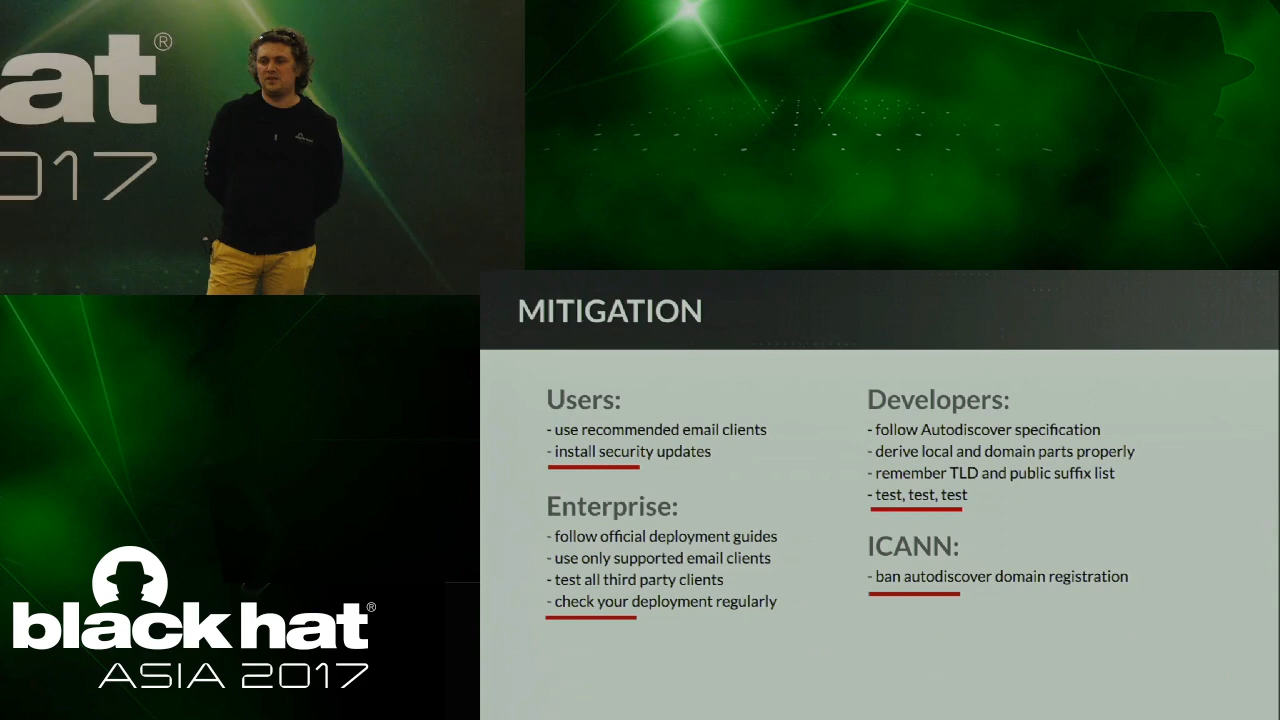 at®
017
MITIGATION
Users:
- use recommended email clients
- install security updates
Enterprise:
- follow official deployment guides
- use only supported email clients
- test all third party clients
- check your deployment regularly
Developers:
- follow Autodiscover specification
- derive local and domain parts properly
- remember TLD and public suffix list
- test, test, test
ICANN:
- ban autodiscover domain registration
black hat®
ASIA 2017